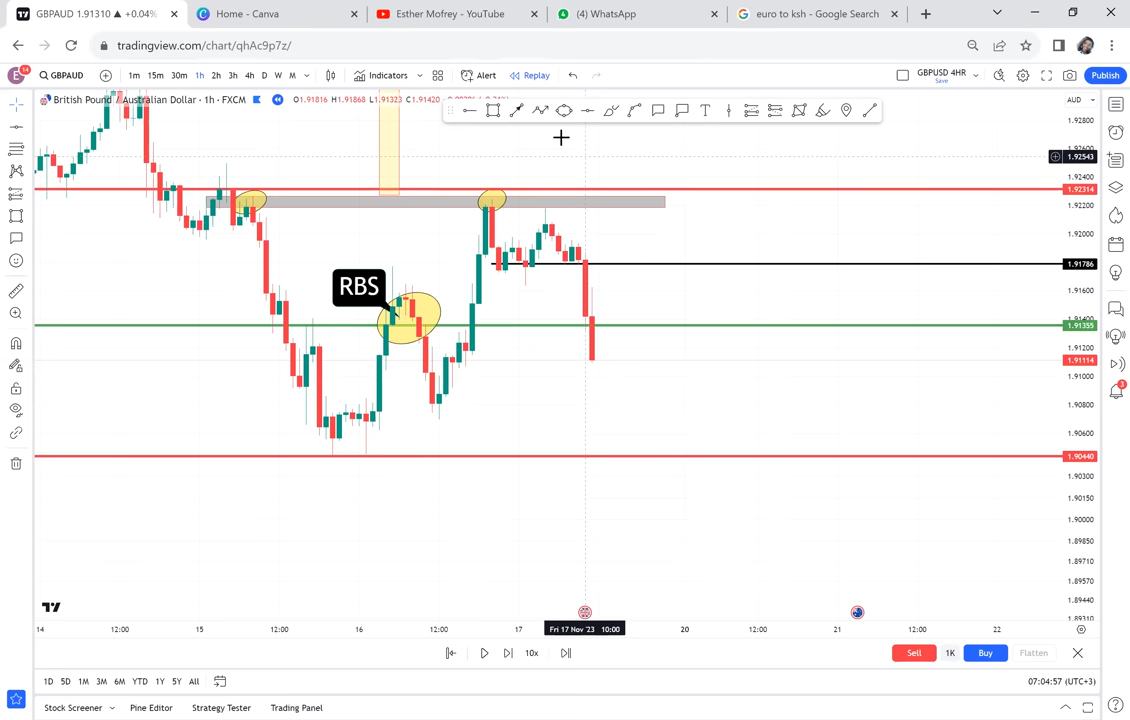 GBPAUD 1.91310 ▲ +0.04%
Home - Canva
Esther Mofrey - YouTube
(4) WhatsApp
euro to ksh - Google Search
tradingview.com/chart/qhAc9p7z/
E 14
GBPAUD
1m 15m 30m 1h 2h 3h 4h D W M
Indicators
Alert
Replay
GBPUSD 4HR
Save
Publish
British Pound / Australian Dollar · 1h · FXCM
O1.91816 H1.91868 L1.91323 C1.91420
AUD
1.92800
1.92543
1.92400
1.92314
1.92200
1.92000
1.91786
1.91600
1.91355
1.91200
1.91114
1.91000
1.90800
1.90600
1.90440
1.90300
1.90150
1.90000
1.89850
1.89710
1.89570
1.89440
1.89310
RBS
14 12:00 15 12:00 16 12:00 17 Fri 17 Nov '23 10:00 20 12:00 21 12:00 22
10x
Sell 1K Buy Flatten
1D 5D 1M 3M 6M YTD 1Y 5Y All
07:04:57 (UTC+3)
Stock Screener Pine Editor Strategy Tester Trading Panel
3